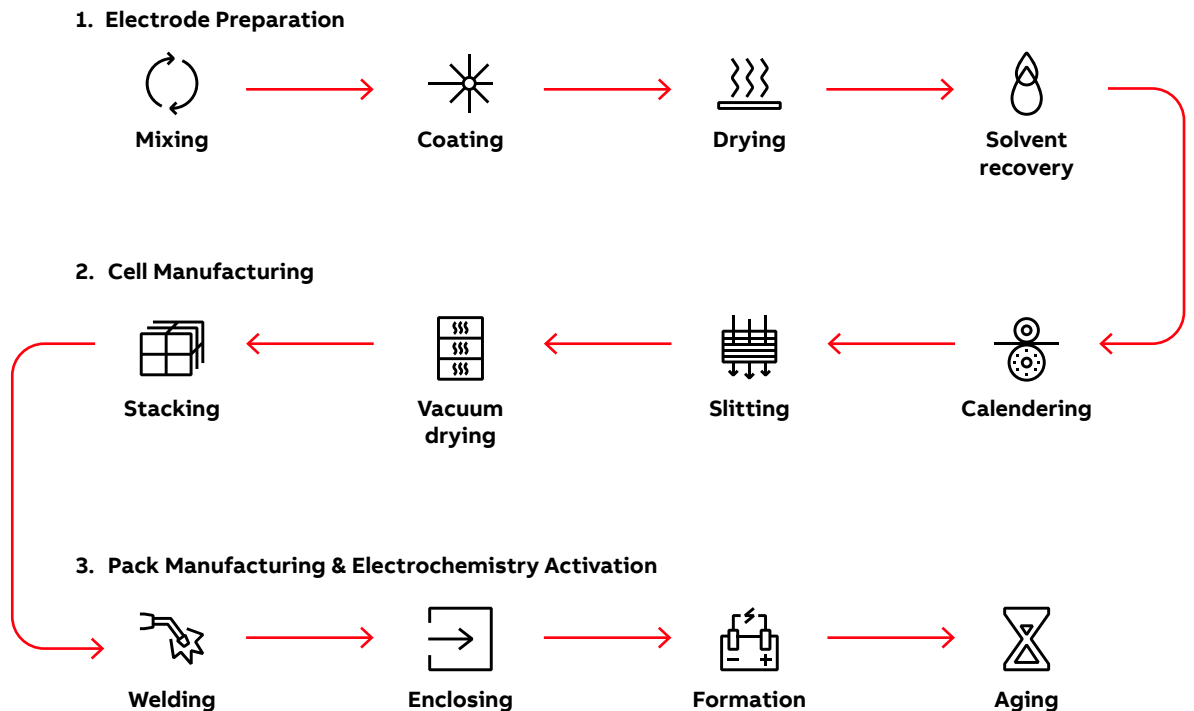 1. Electrode Preparation
Mixing
Coating
Drying
Solvent
recovery
2. Cell Manufacturing
Stacking
Vacuum
drying
Slitting
Calendering
3. Pack Manufacturing & Electrochemistry Activation
Welding
Enclosing
Formation
Aging